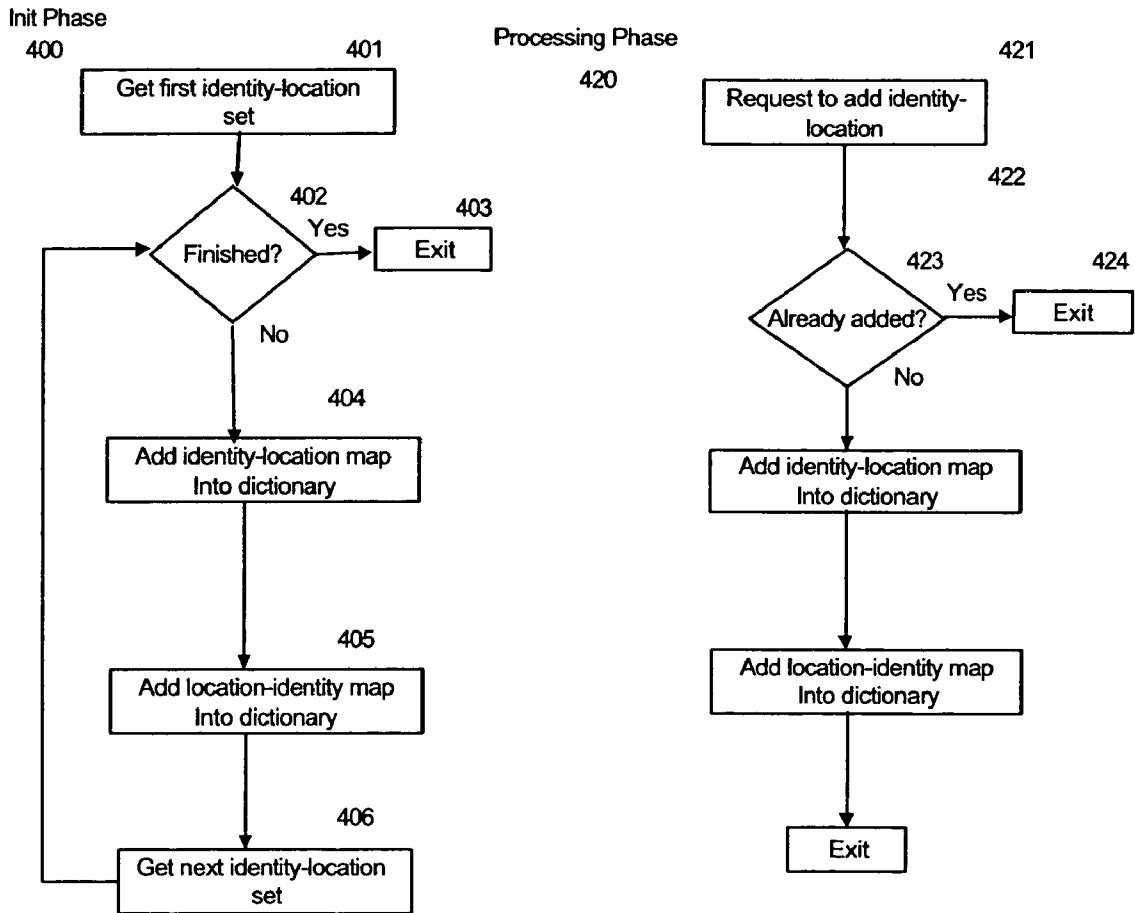 Init Phase
400
401
Get first identity-location
set
402
Finished?
Yes
403
Exit
No
404
Add identity-location map
Into dictionary
405
Add location-identity map
Into dictionary
406
Get next identity-location
set
Processing Phase
420
421
Request to add identity-
location
422
423
Already added?
Yes
424
Exit
No
Add identity-location map
Into dictionary
Add location-identity map
Into dictionary
Exit